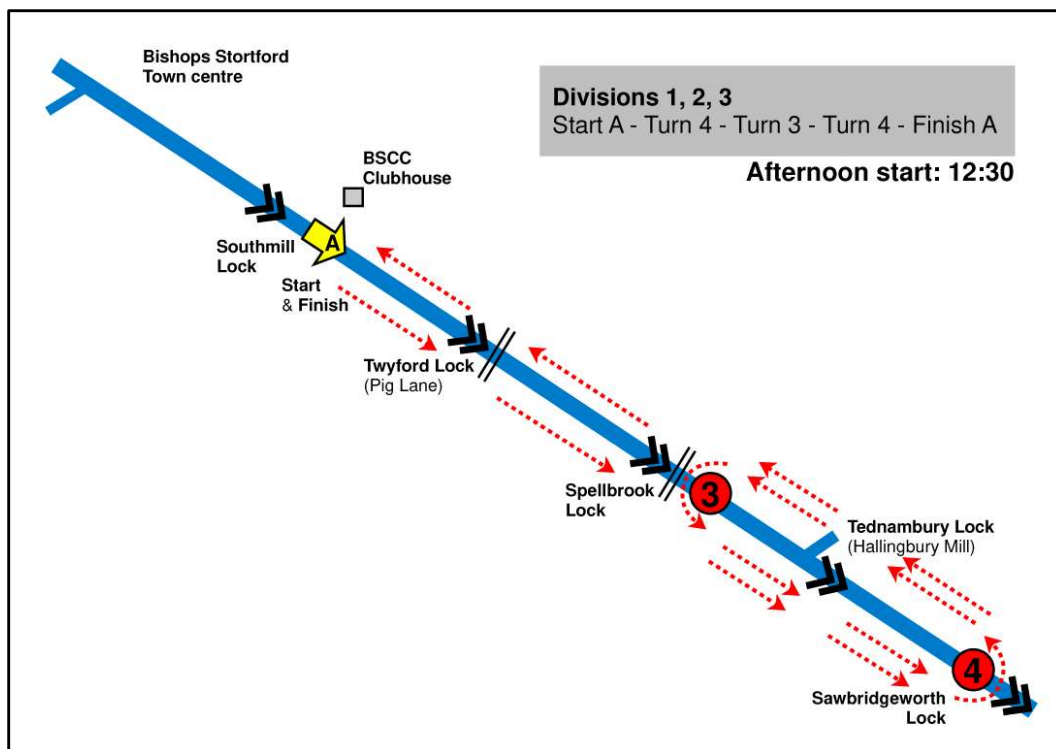 Bishops Stortford
Town centre
Divisions 1, 2, 3
Start A - Turn 4 - Turn 3 - Turn 4 - Finish A
Afternoon start: 12:30
BSCC
Clubhouse
A
Southmill
Lock
Start
& Finish
Twyford Lock
(Pig Lane)
Spellbrook
Lock
3
Tednambury Lock
(Hallingbury Mill)
4
Sawbridgeworth
Lock